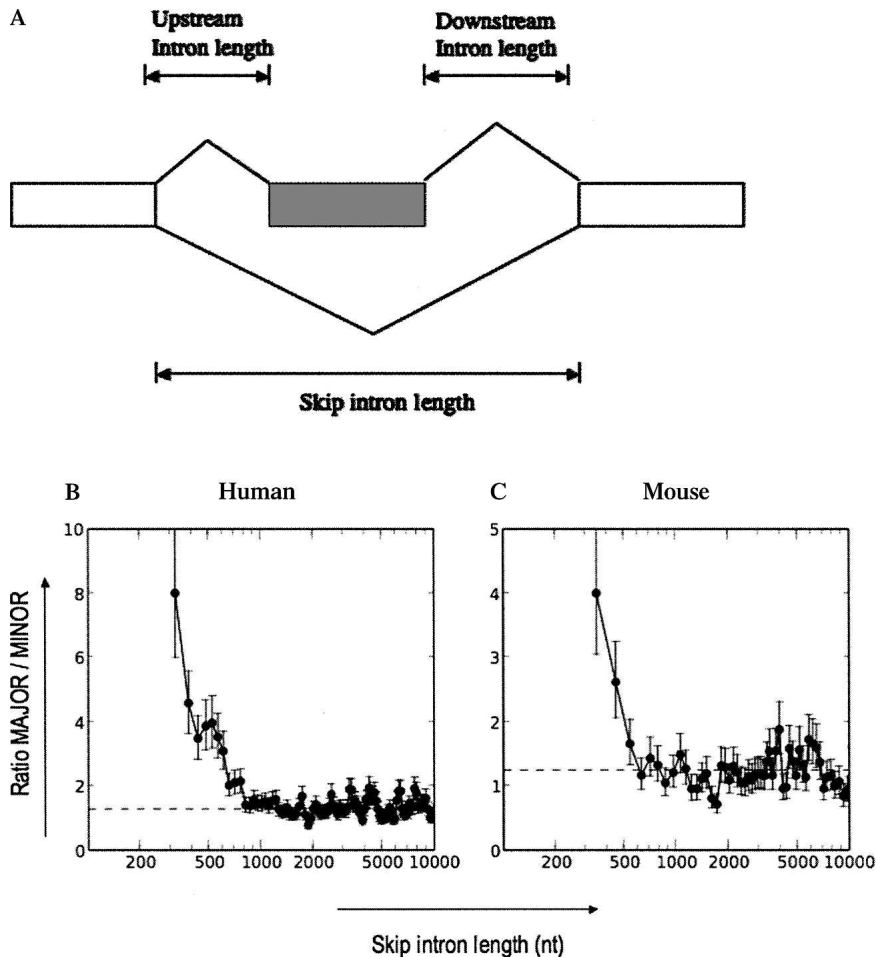 A
Upstream
Intron length
Downstream
Intron length
Skip intron length
B
Human
C
Mouse
Ratio MAJOR / MINOR
10
8
6
4
2
0
200
500
1000
2000
5000
10000
5
4
3
2
1
0
200
500
1000
2000
5000
10000
Skip intron length (nt)